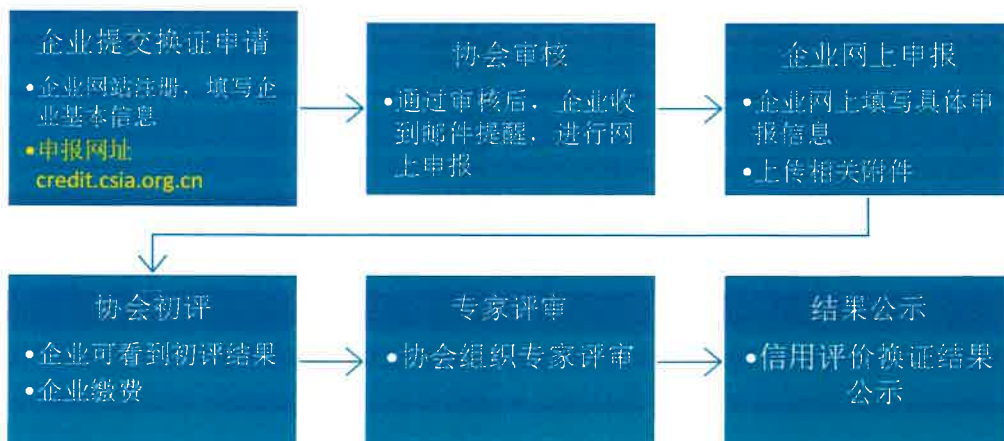 企业提交换证申请
•企业网站注册，填写企
业基本信息
•申报网址
credit.csia.org.cn
协会审核
•通过审核后，企业收
到邮件提醒，进行网
上申报
企业网上申报
•企业网上填写具体申
报信息
•上传相关附件
协会初评
•企业可看到初评结果
•企业缴费
专家评审
•协会组织专家评审
结果公示
•信用评价换证结果
公示